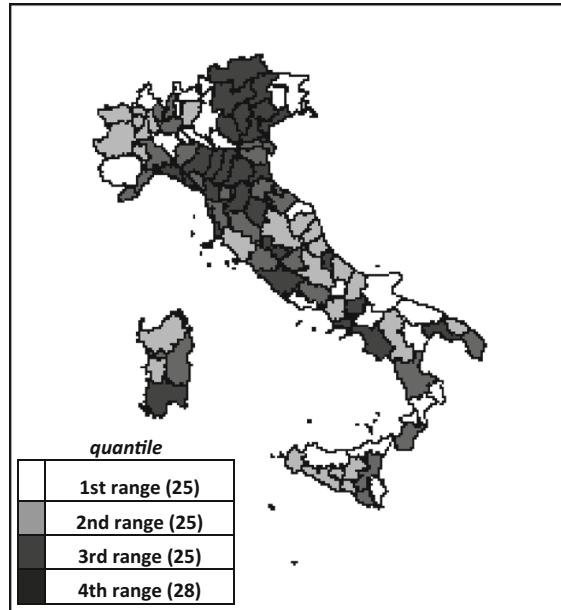 quantile
1st range (25)
2nd range (25)
3rd range (25)
4th range (28)